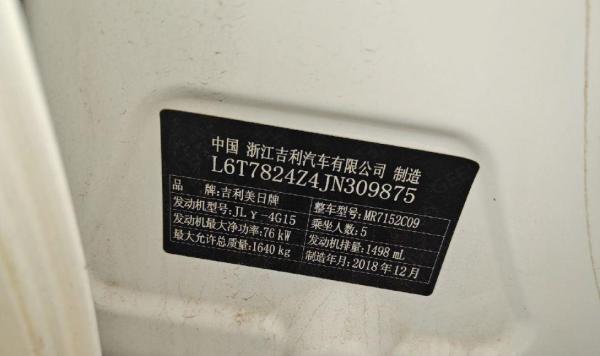 中国 浙江吉利汽车有限公司 制造
L6T7824Z4JN309875
品 牌:吉利美日牌 整车型号:MR7152C09
发动机型号:JLγ-4G15 乘坐人数:5
发动机最大净功率:76 kW 发动机排量:1498 mL
最大允许总质量:1640 kg 制造年月:2018年12月